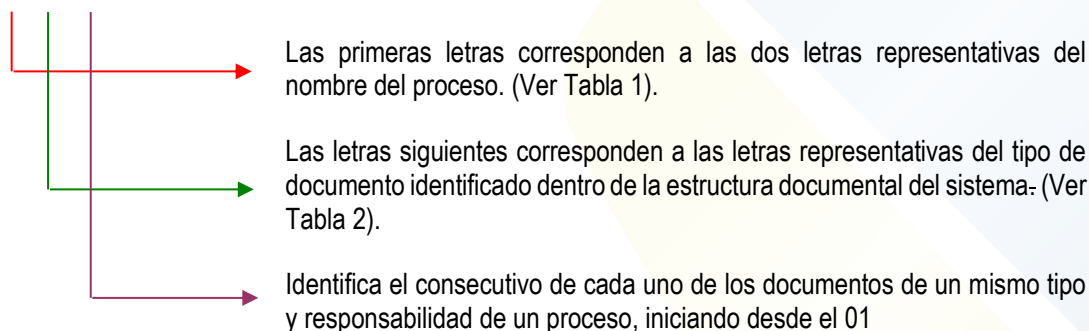 Las primeras letras corresponden a las dos letras representativas del
nombre del proceso. (Ver Tabla 1).
Las letras siguientes corresponden a las letras representativas del tipo de
documento identificado dentro de la estructura documental del sistema. (Ver
Tabla 2).
Identifica el consecutivo de cada uno de los documentos de un mismo tipo
y responsabilidad de un proceso, iniciando desde el 01